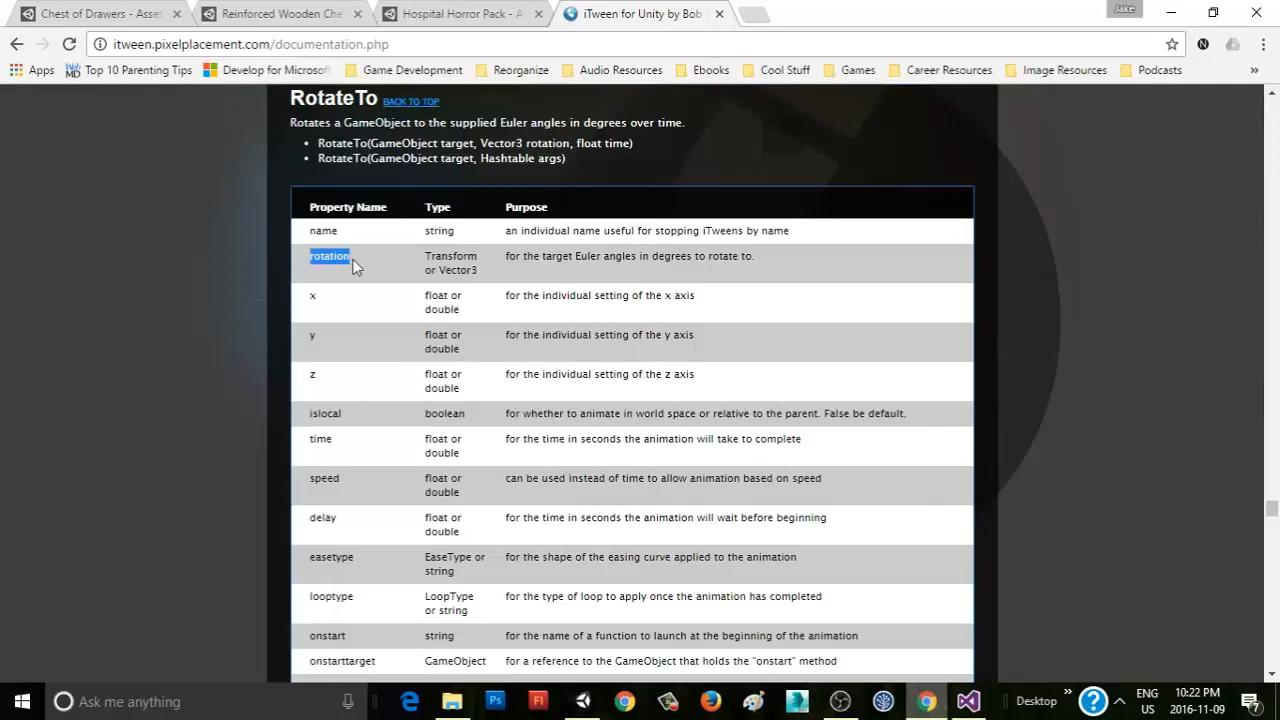 Chest of Drawers - Asse
Reinforced Wooden Che
Hospital Horror Pack - A
iTween for Unity by Bob
Jake
itween.pixelplacement.com/documentation.php
Apps
Top 10 Parenting Tips
Develop for Microsof
Game Development
Reorganize
Audio Resources
Ebooks
Cool Stuff
Games
Career Resources
Image Resources
Podcasts
»
RotateTo BACK TO TOP
Rotates a GameObject to the supplied Euler angles in degrees over time.
• RotateTo(GameObject target, Vector3 rotation, float time)
• RotateTo(GameObject target, Hashtable args)
Property Name Type Purpose
name string an individual name useful for stopping iTweens by name
rotation Transform for the target Euler angles in degrees to rotate to.
or Vector3
x float or for the individual setting of the x axis
double
y float or for the individual setting of the y axis
double
z float or for the individual setting of the z axis
double
islocal boolean for whether to animate in world space or relative to the parent. False be default.
time float or for the time in seconds the animation will take to complete
double
speed float or can be used instead of time to allow animation based on speed
double
delay float or for the time in seconds the animation will wait before beginning
double
easetype EaseType or for the shape of the easing curve applied to the animation
string
looptype LoopType for the type of loop to apply once the animation has completed
or string
onstart string for the name of a function to launch at the beginning of the animation
onstarttarget GameObject for a reference to the GameObject that holds the "onstart" method
Ask me anything
Ps
Fl
Desktop
»
ENG
US
10:22 PM
2016-11-09
7